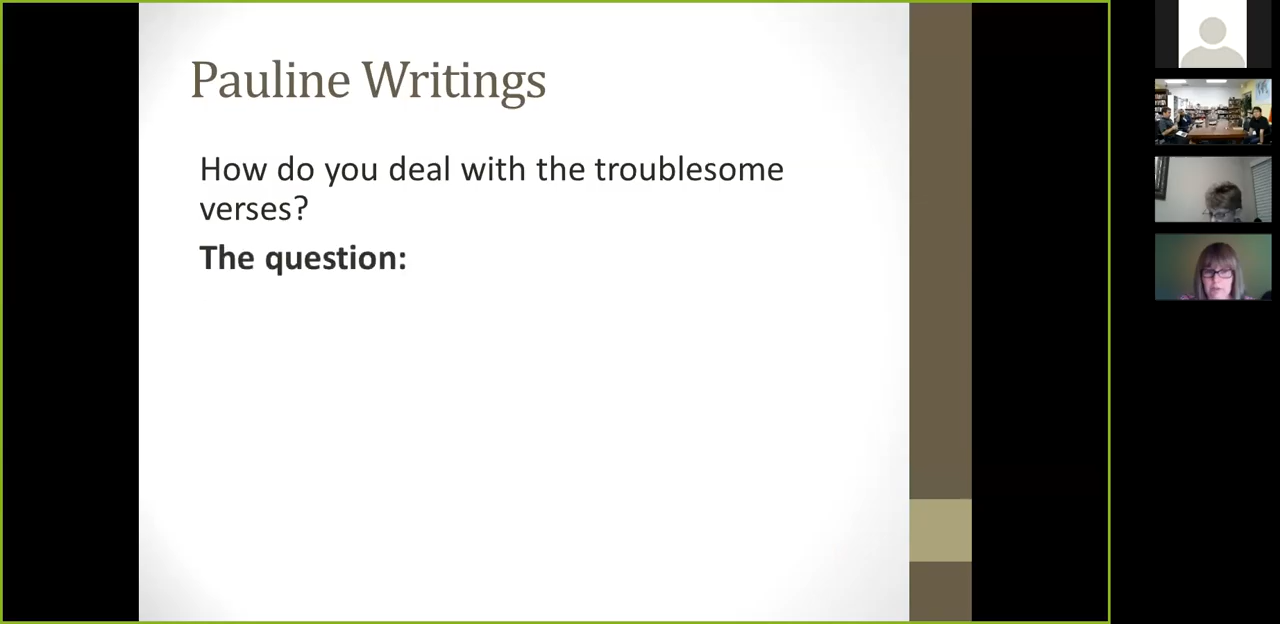 Pauline Writings
How do you deal with the troublesome
verses?
The question: